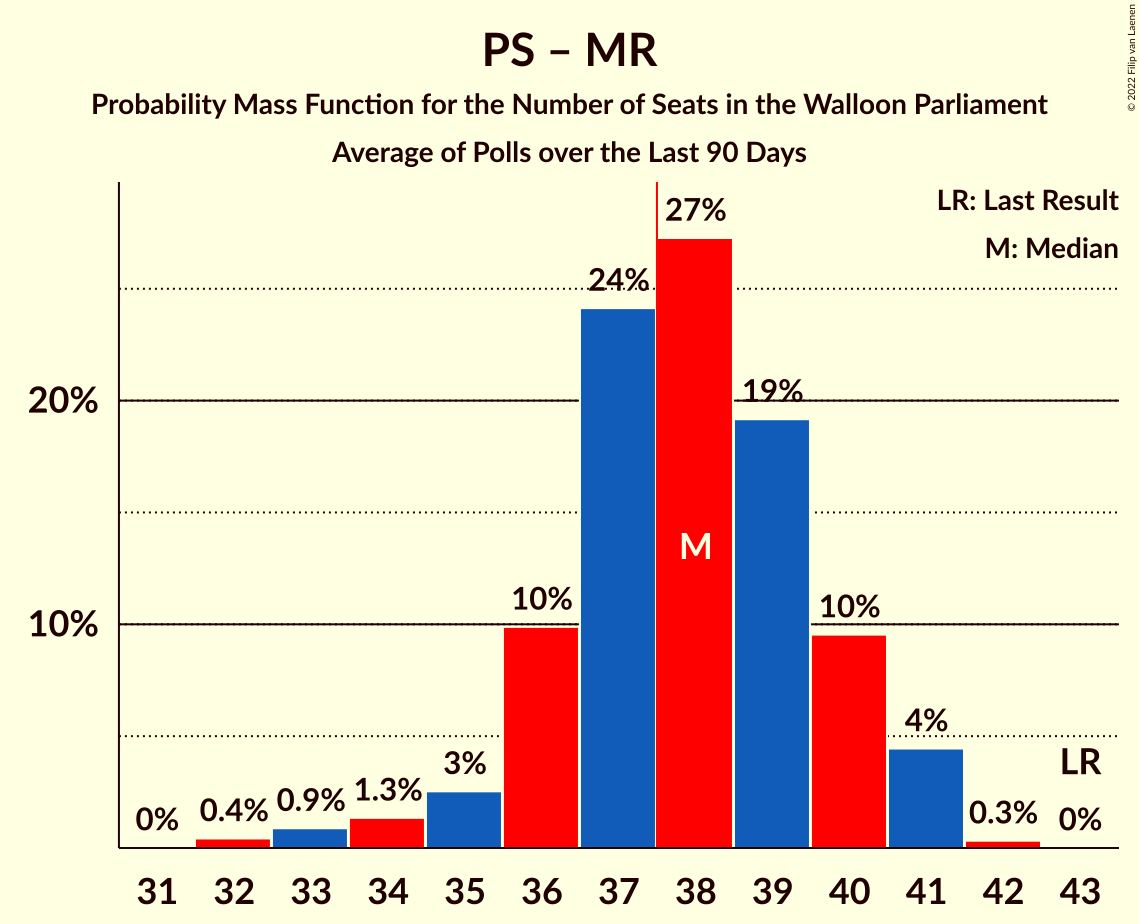 PS – MR
Probability Mass Function for the Number of Seats in the Walloon Parliament
Average of Polls over the Last 90 Days
© 2022 Filip van Laenen
LR: Last Result
M: Median
27%
24%
20%
19%
M
10%
10%
10%
4%
LR
3%
1.3%
0.9%
0.4%
0.3%
0%
0%
31 32 33 34 35 36 37 38 39 40 41 42 43